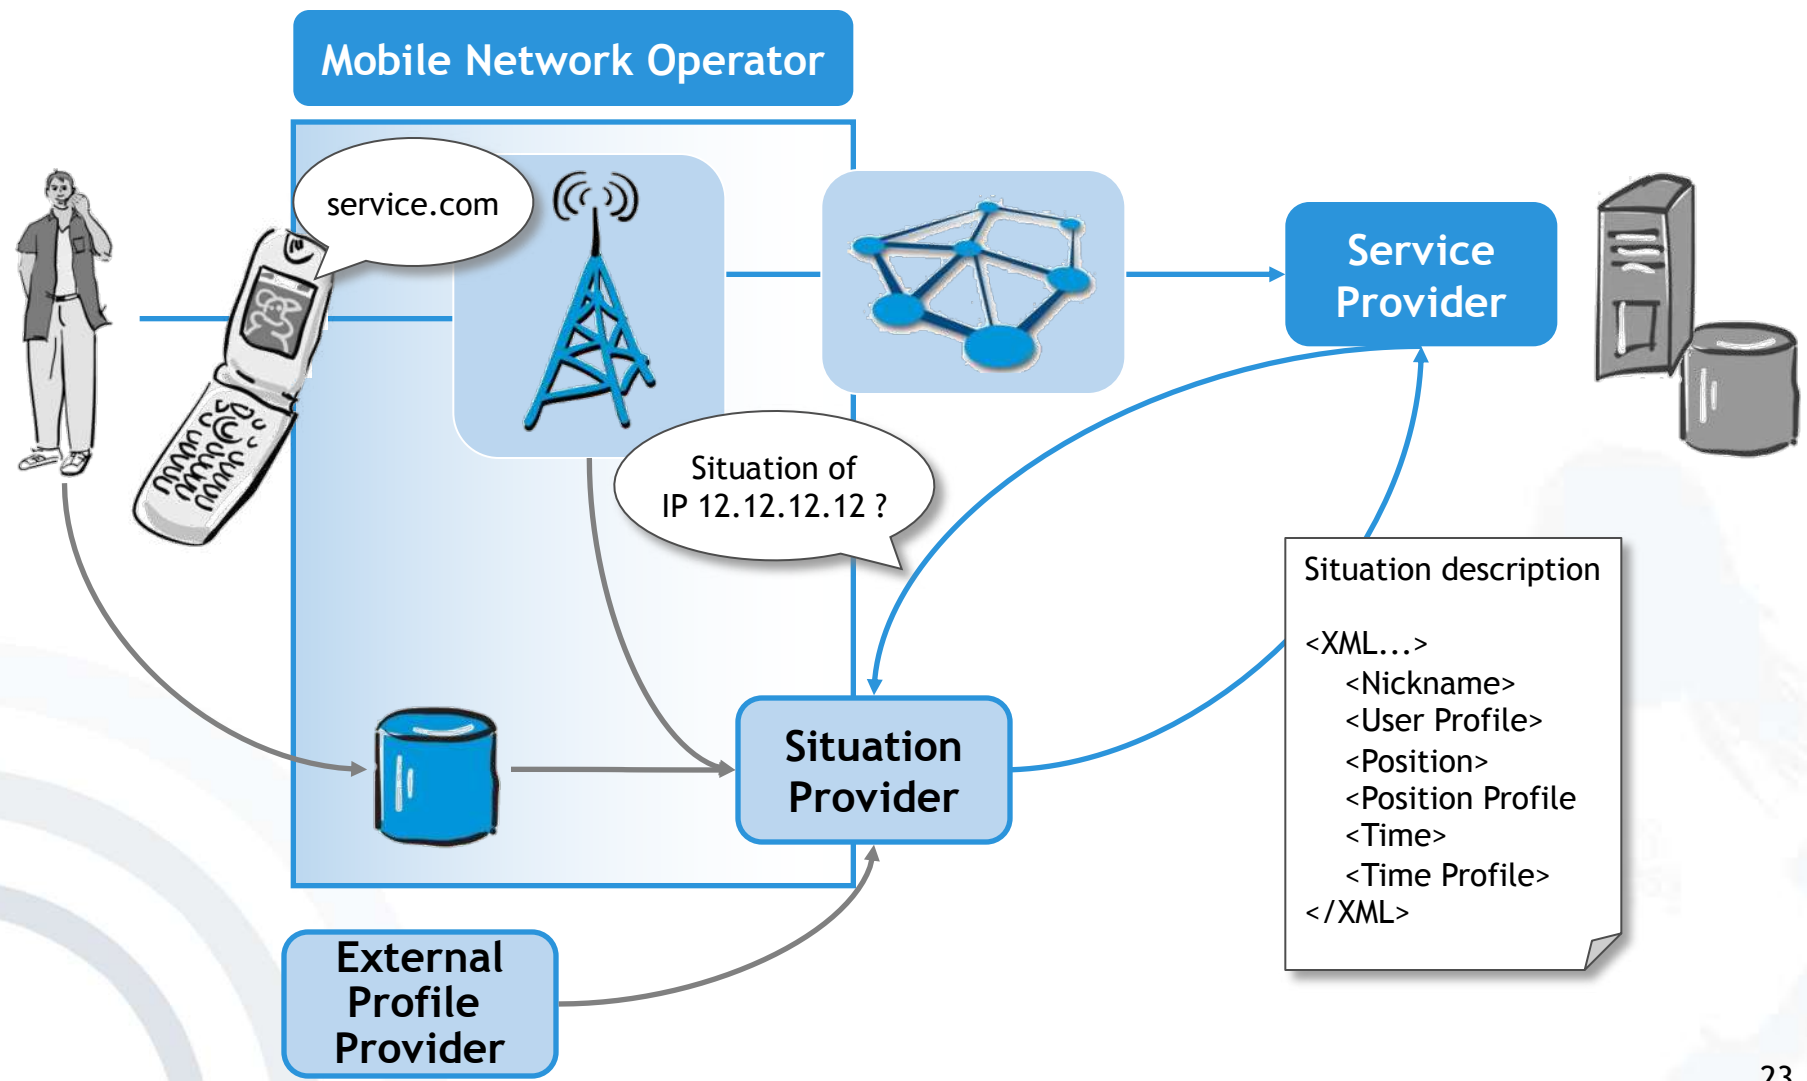 Mobile Network Operator
service.com
Service
Provider
Situation of
IP 12.12.12.12 ?
Situation description
<XML...>
<Nickname>
<User Profile>
<Position>
<Position Profile
<Time>
<Time Profile>
</XML>
Situation
Provider
External
Profile
Provider
23